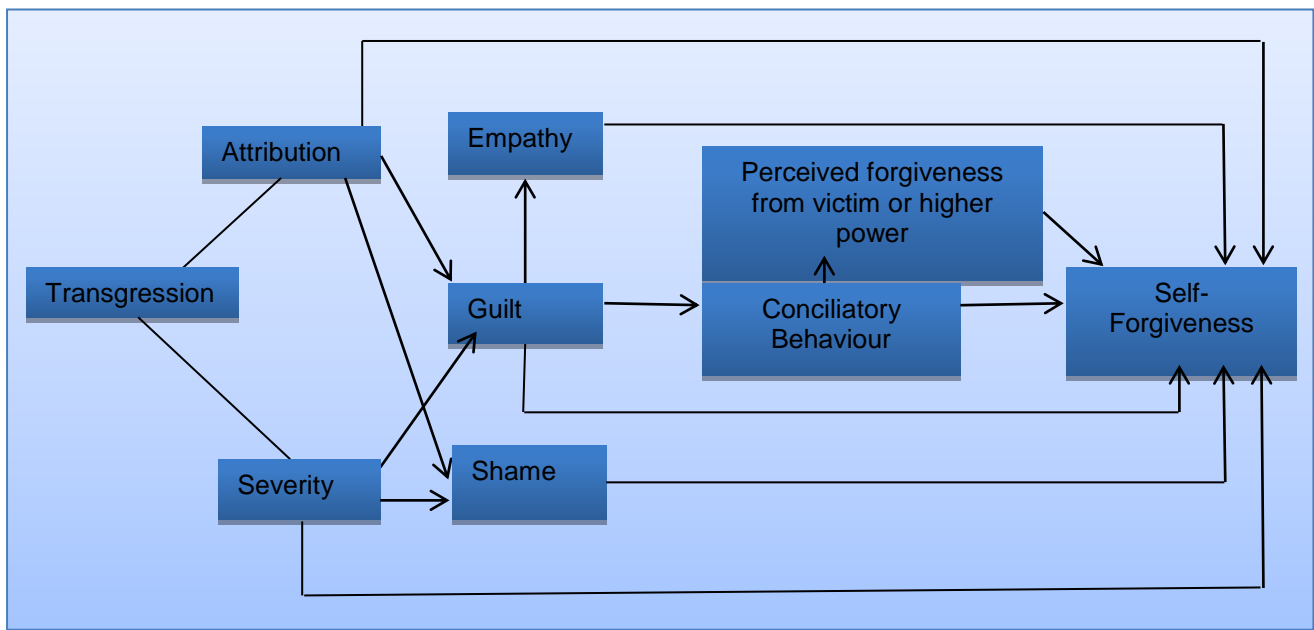 Attribution
Empathy
Perceived forgiveness
from victim or higher
power
Transgression
Guilt
Conciliatory
Behaviour
Self-
Forgiveness
Severity
Shame